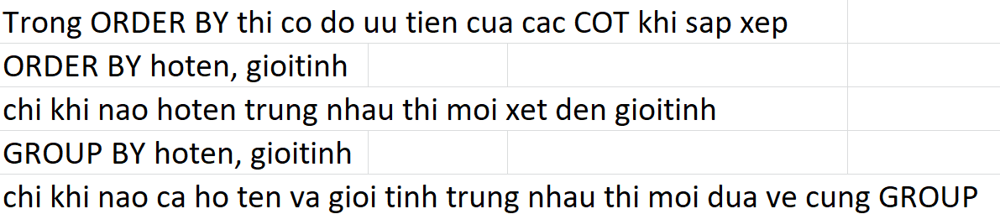 Trong ORDER BY thi co do uu tien cua cac COT khi sap xep
ORDER BY hoten, gioitinh
chi khi nao hoten trung nhau thi moi xet den gioitinh
GROUP BY hoten, gioitinh
chi khi nao ca ho ten va gioi tinh trung nhau thi moi dua ve cung GROUP